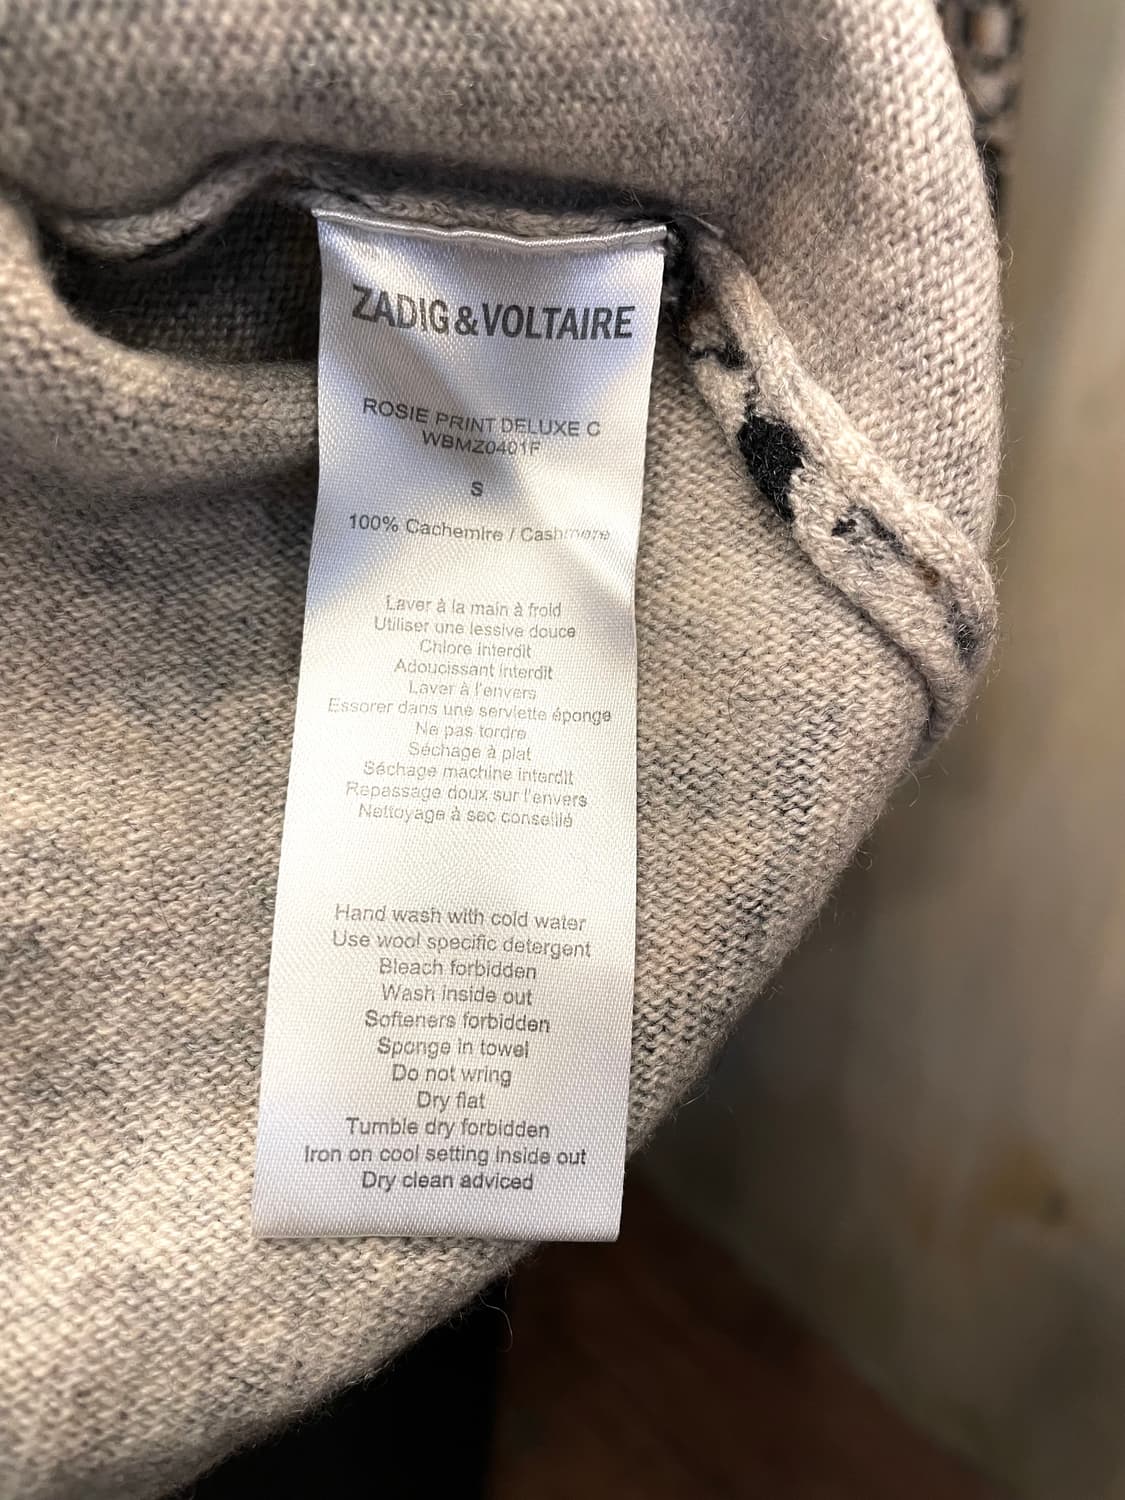 ZADIG & VOLTAIRE
ROSIE PRINT DELUXE C
WBMZ0401F
S
100% Cachemire / Cashmere
Laver à la main à froid
Utiliser une lessive douce
Chlore interdit
Adoucissant interdit
Laver à l'envers
Essorer dans une serviette éponge
Ne pas tordre
Séchage à plat
Séchage machine interdit
Repassage doux sur l'envers
Nettoyage à sec conseillé
Hand wash with cold water
Use wool specific detergent
Bleach forbidden
Wash inside out
Softeners forbidden
Sponge in towel
Do not wring
Dry flat
Tumble dry forbidden
Iron on cool setting inside out
Dry clean adviced